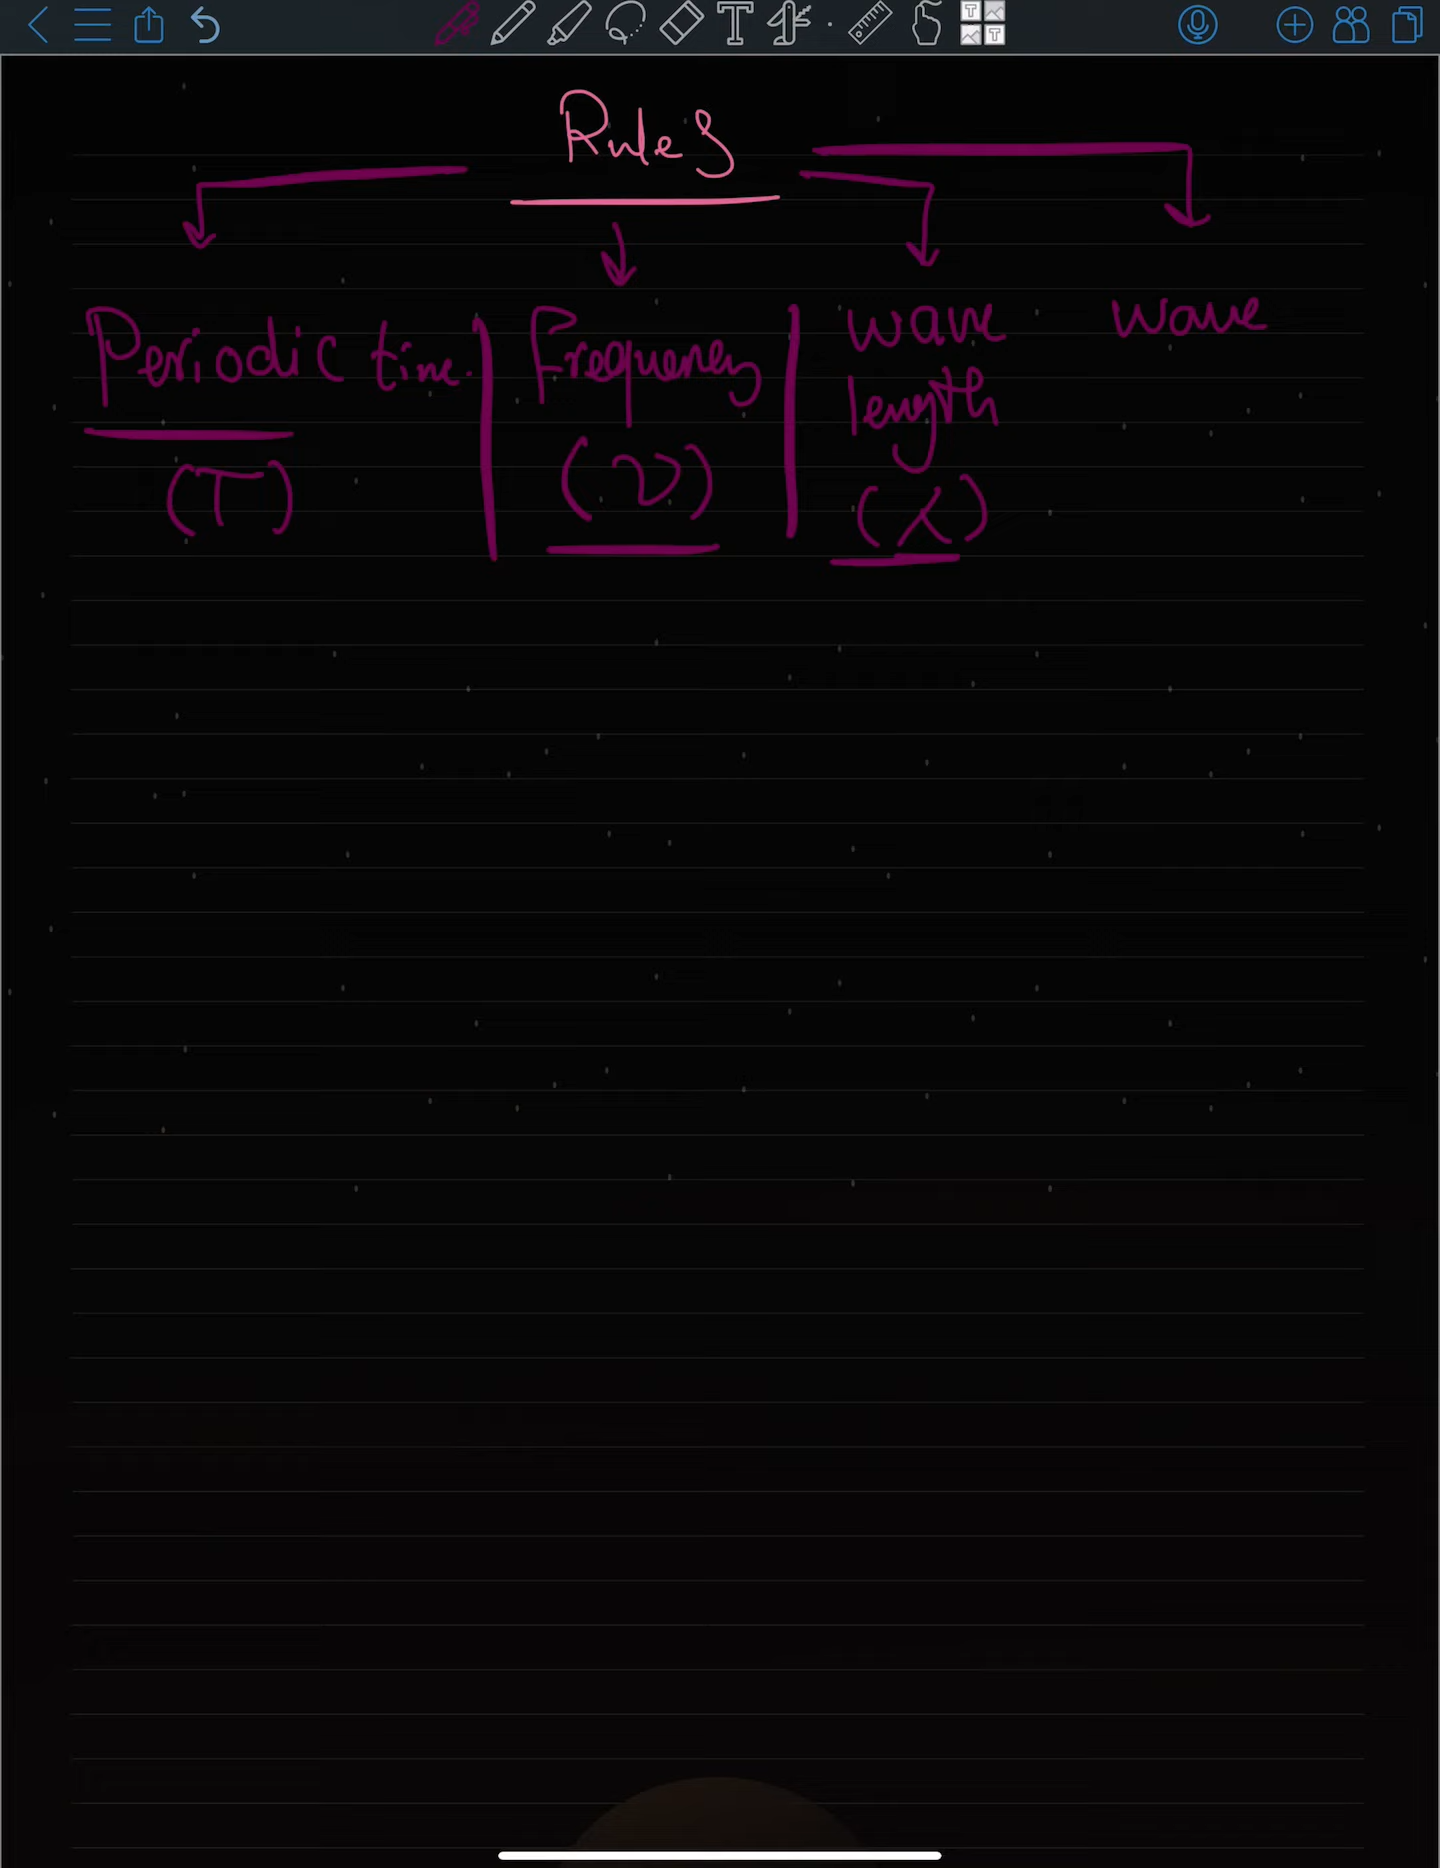 Rules
Periodic time.
(T)
Frequency
(ν)
wave
length
(λ)
wave